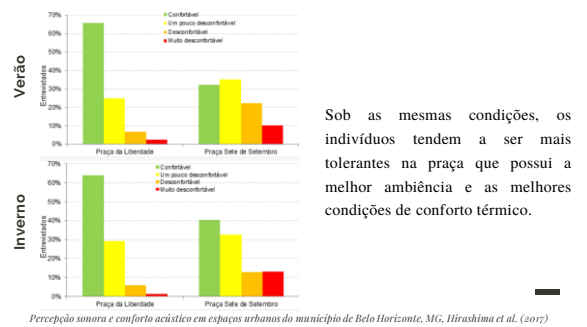 Verão
Entrevistados
70%
60%
50%
40%
30%
20%
10%
0%
Confortável
Um pouco desconfortável
Desconfortável
Muito desconfortável
Praça da Liberdade
Praça Sete de Setembro
Inverno
Entrevistados
70%
60%
50%
40%
30%
20%
10%
0%
Confortável
Um pouco desconfortável
Desconfortável
Muito desconfortável
Praça da Liberdade
Praça Sete de Setembro
Sob as mesmas condições, os
indivíduos tendem a ser mais
tolerantes na praça que possui a
melhor ambiência e as melhores
condições de conforto térmico.
Percepção sonora e conforto acústico em espaços urbanos do município de Belo Horizonte, MG, Hirashima et al. (2017)